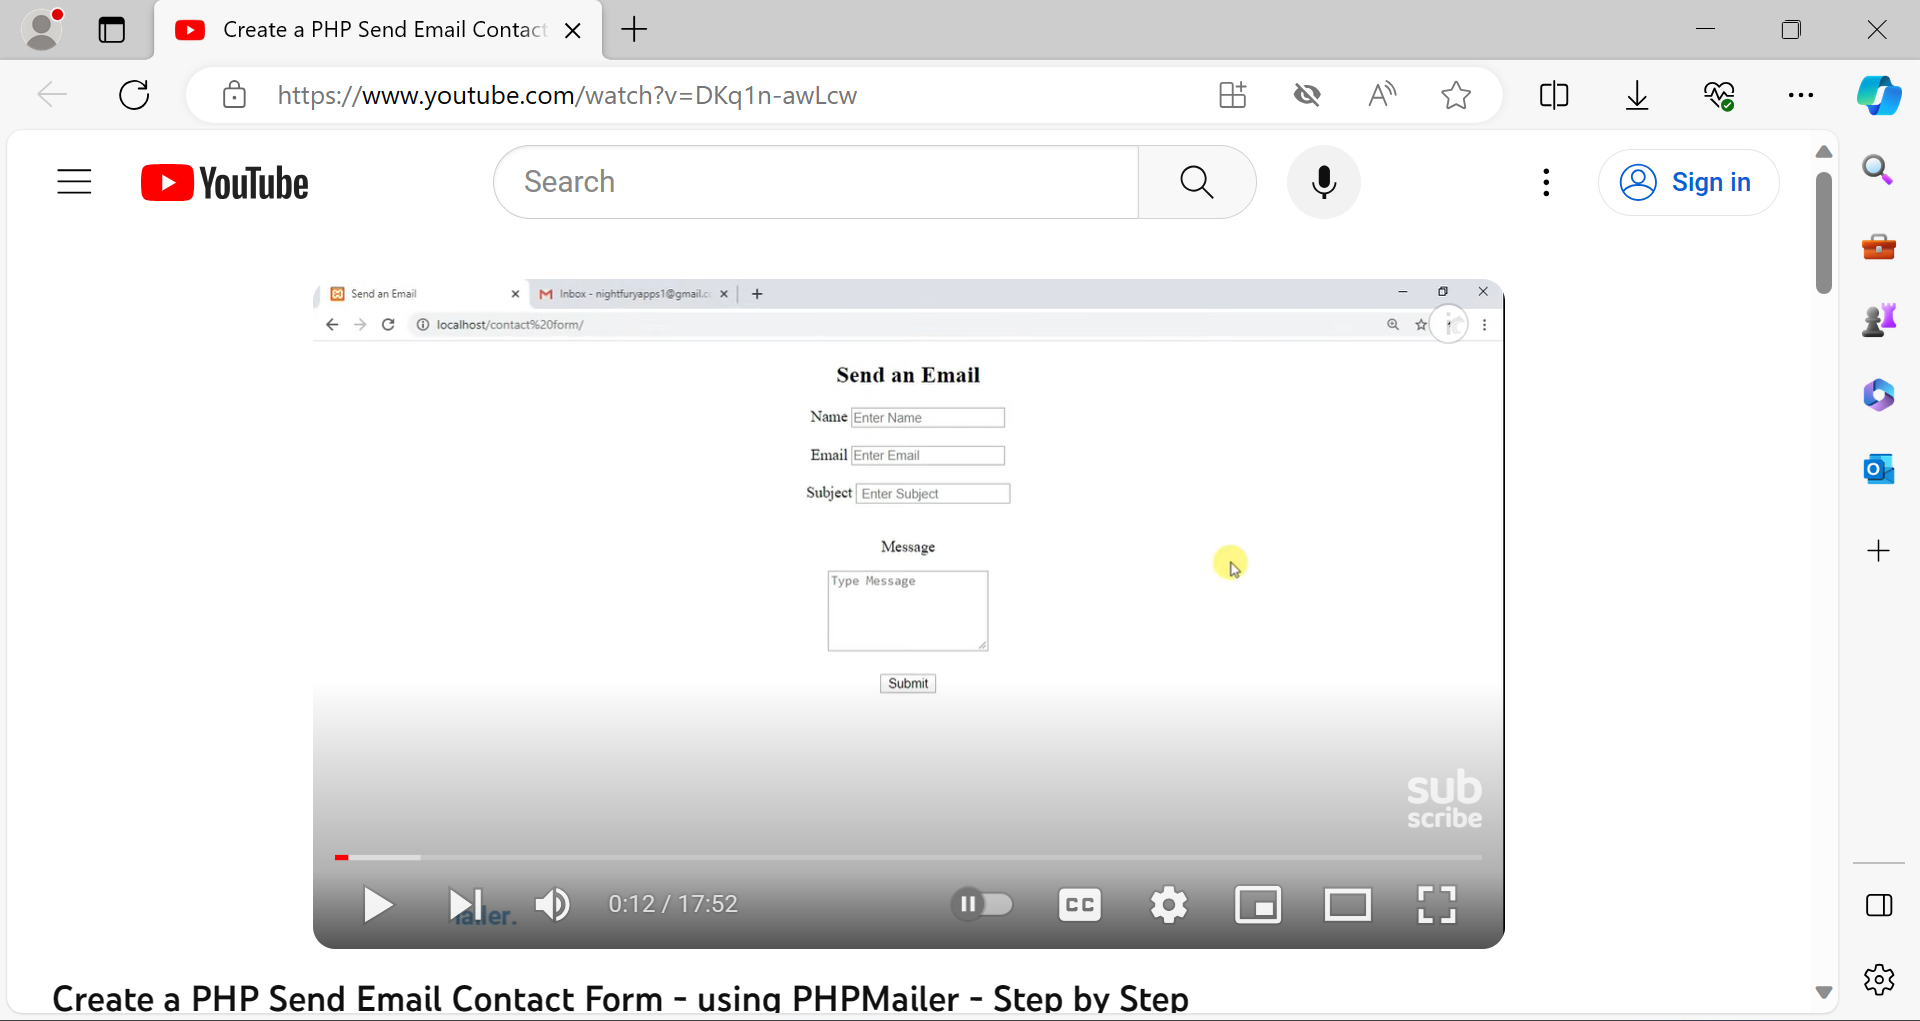 Create a PHP Send Email Contact
https://www.youtube.com/watch?v=DKq1n-awLcw
YouTube
Search
Sign in
Send an Email
Inbox - nightfuryapps1@gmail.c
localhost/contact%20form/
Send an Email
Name Enter Name
Email Enter Email
Subject Enter Subject
Message
Type Message
Submit
sub
scribe
0:12 / 17:52
CC
Create a PHP Send Email Contact Form - using PHPMailer - Step by Step